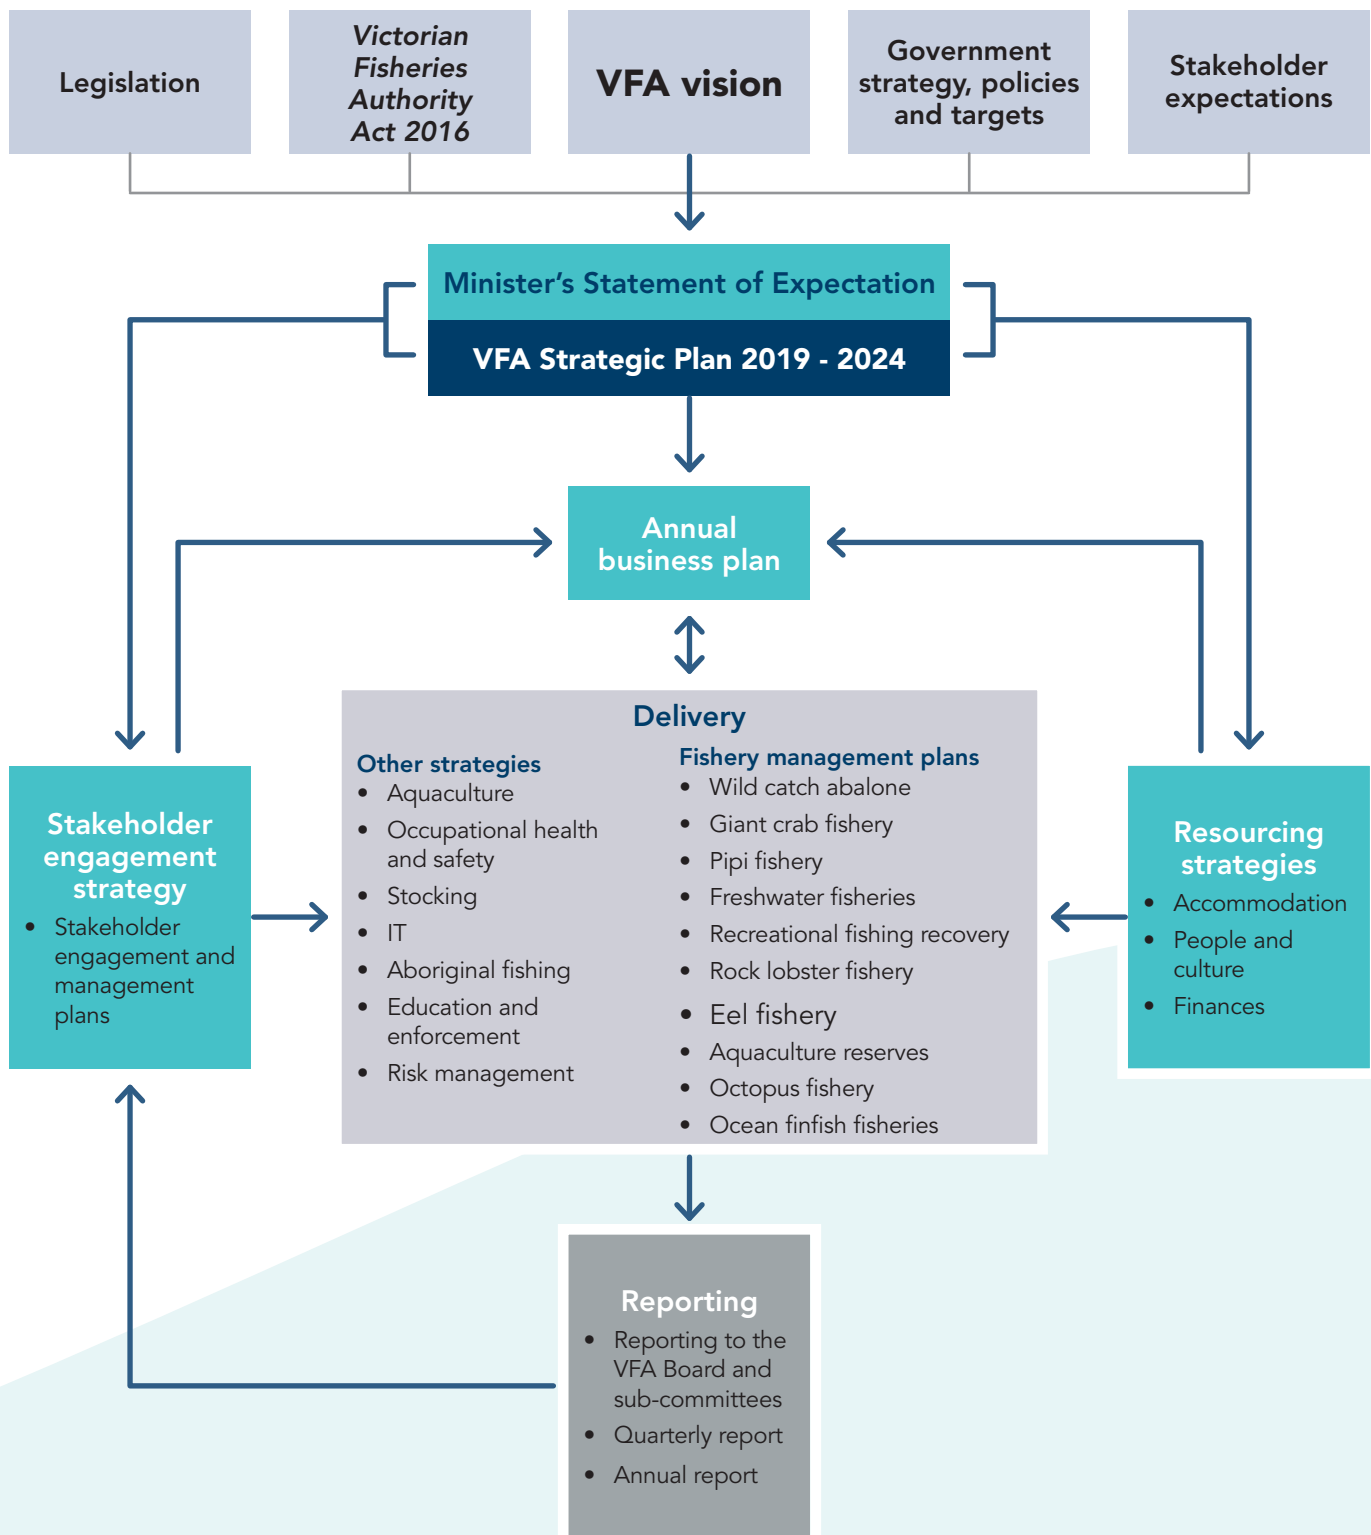 Legislation
Victorian
Fisheries
Authority
Act 2016
VFA vision
Government
strategy, policies
and targets
Stakeholder
expectations
Minister’s Statement of Expectation
VFA Strategic Plan 2019 - 2024
Annual
business plan
Delivery
Other strategies
• Aquaculture
• Occupational health
and safety
• Stocking
• IT
• Aboriginal fishing
• Education and
enforcement
• Risk management
Fishery management plans
• Wild catch abalone
• Giant crab fishery
• Pipi fishery
• Freshwater fisheries
• Recreational fishing recovery
• Rock lobster fishery
• Eel fishery
• Aquaculture reserves
• Octopus fishery
• Ocean finfish fisheries
Stakeholder
engagement
strategy
• Stakeholder
engagement and
management
plans
Resourcing
strategies
• Accommodation
• People and
culture
• Finances
Reporting
• Reporting to the
VFA Board and
sub-committees
• Quarterly report
• Annual report